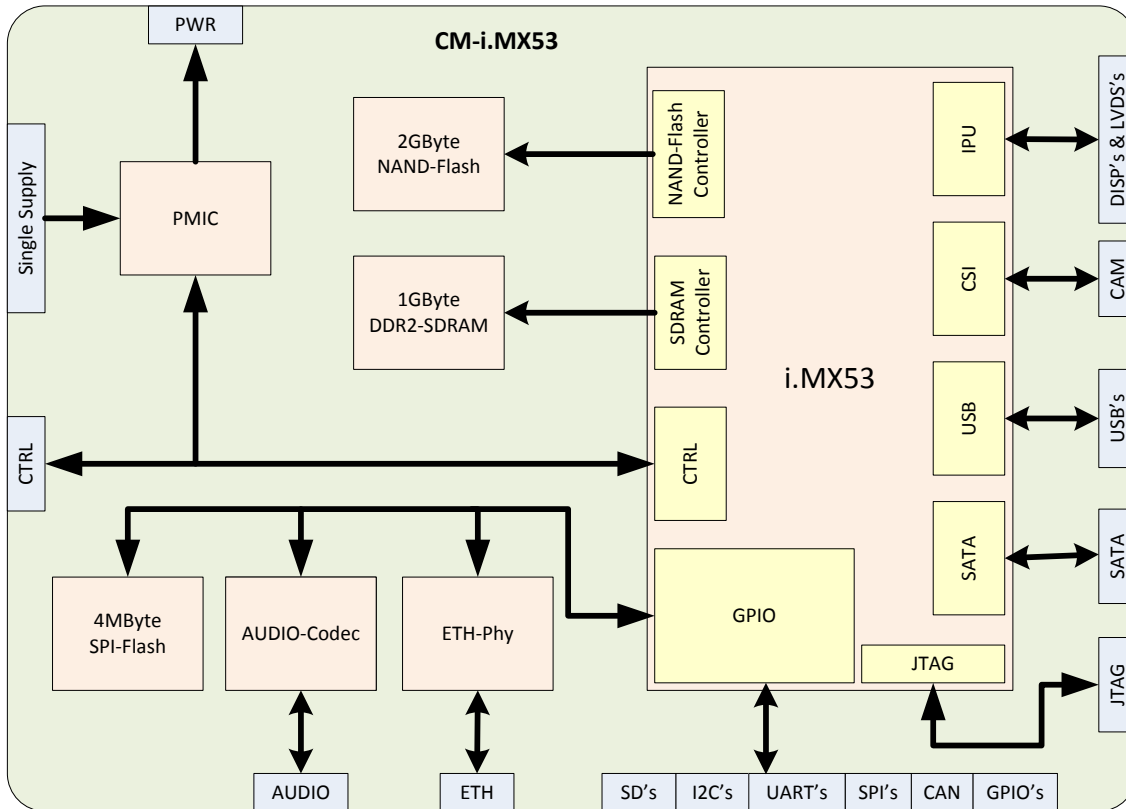 PWR
CM-i.MX53
Single Supply
PMIC
2GByte
NAND-Flash
NAND-Flash
Controller
IPU
DISP's & LVDS's
1GByte
DDR2-SDRAM
SDRAM
Controller
CSI
CAM
i.MX53
CTRL
CTRL
USB
USB's
4MByte
SPI-Flash
AUDIO-Codec
ETH-Phy
GPIO
SATA
SATA
JTAG
JTAG
AUDIO
ETH
SD's
I2C's
UART's
SPI's
CAN
GPIO's